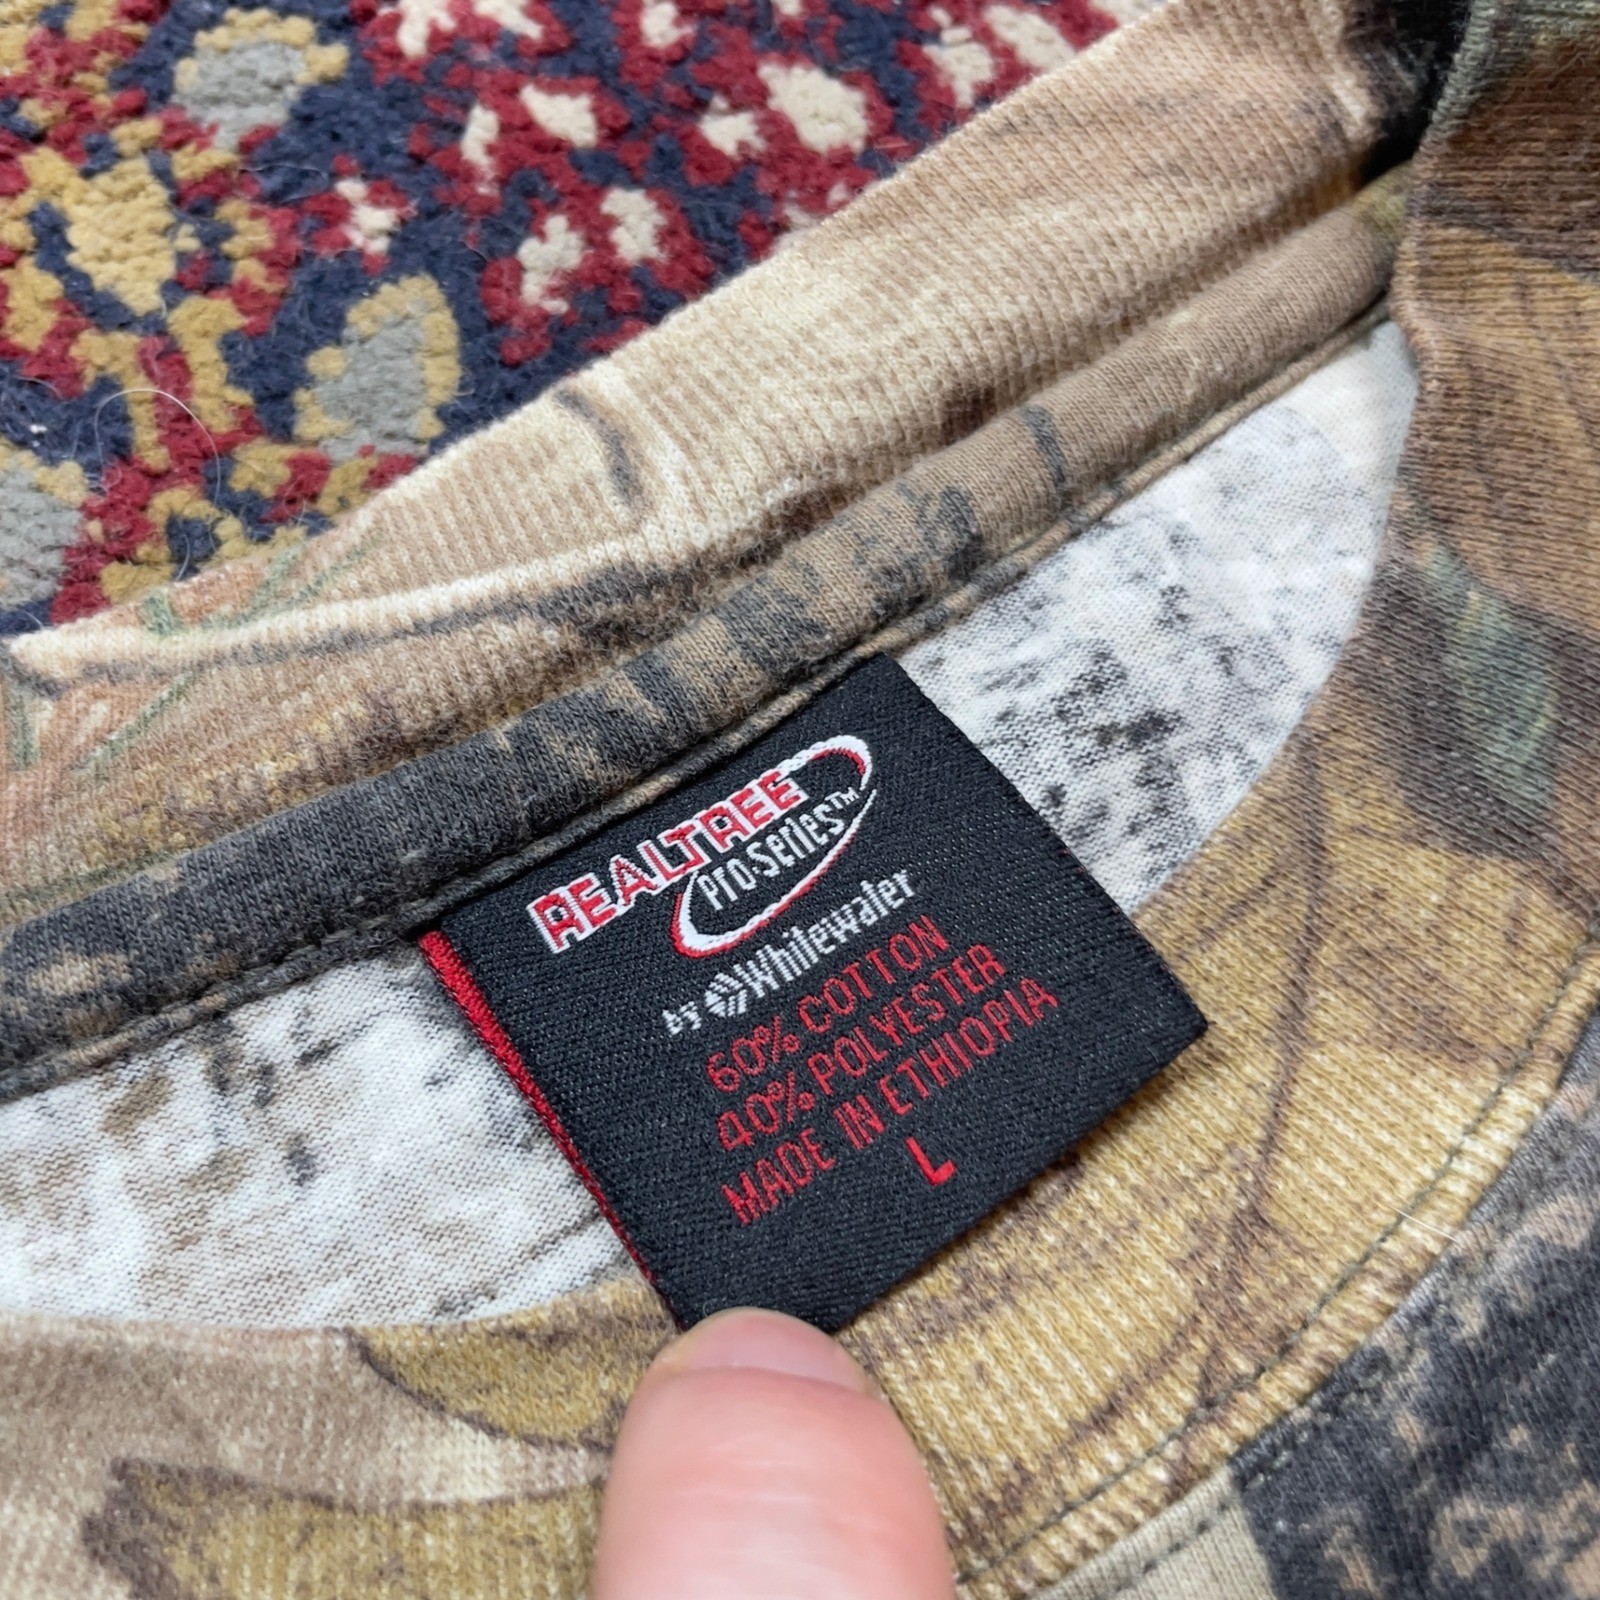 REALTREE
Pro·Series™
by Whitewater
60% COTTON
40% POLYESTER
MADE IN ETHIOPIA
L